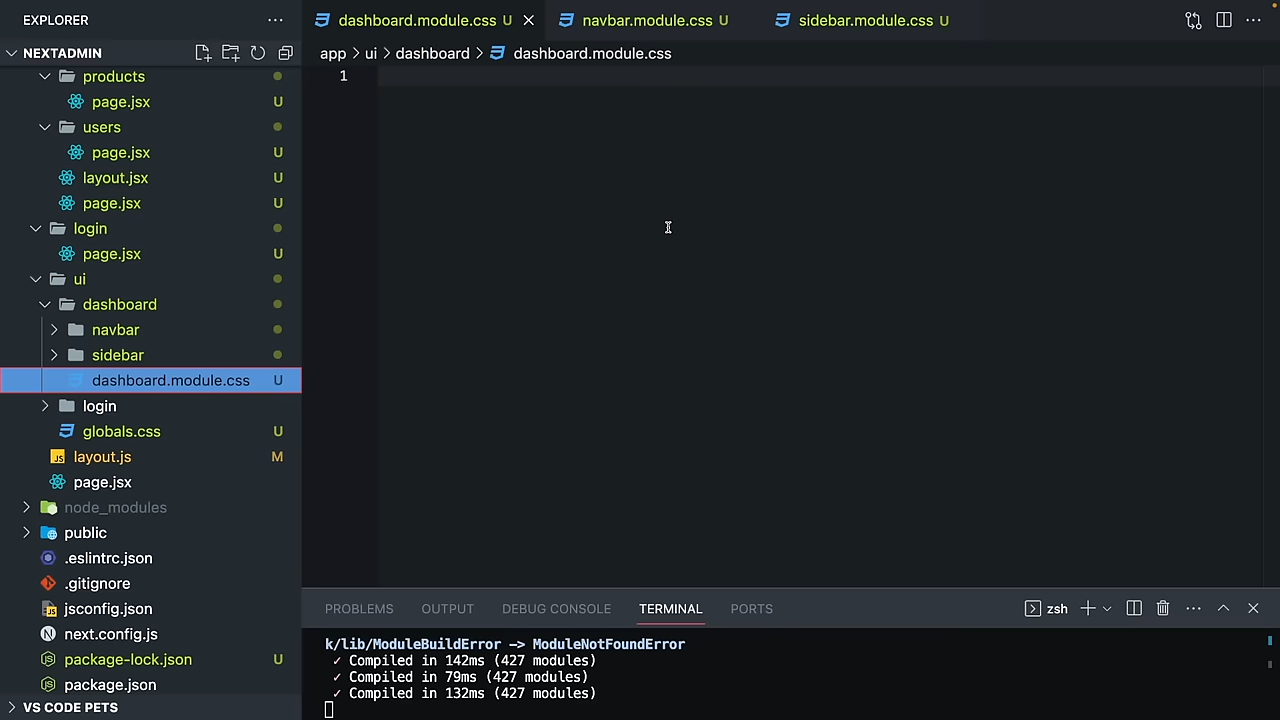 EXPLORER
NEXTADMIN
products
page.jsx U
users
page.jsx U
layout.jsx U
page.jsx U
login
page.jsx U
ui
dashboard
navbar
sidebar
dashboard.module.css U
login
globals.css U
JS layout.js M
page.jsx
node_modules
public
.eslintrc.json
.gitignore
JS jsconfig.json
N next.config.js
package-lock.json U
package.json
VS CODE PETS
dashboard.module.css U
navbar.module.css U
sidebar.module.css U
app > ui > dashboard > dashboard.module.css
1
PROBLEMS OUTPUT DEBUG CONSOLE TERMINAL PORTS
zsh
k/lib/ModuleBuildError -> ModuleNotFoundError
✓ Compiled in 142ms (427 modules)
✓ Compiled in 79ms (427 modules)
✓ Compiled in 132ms (427 modules)